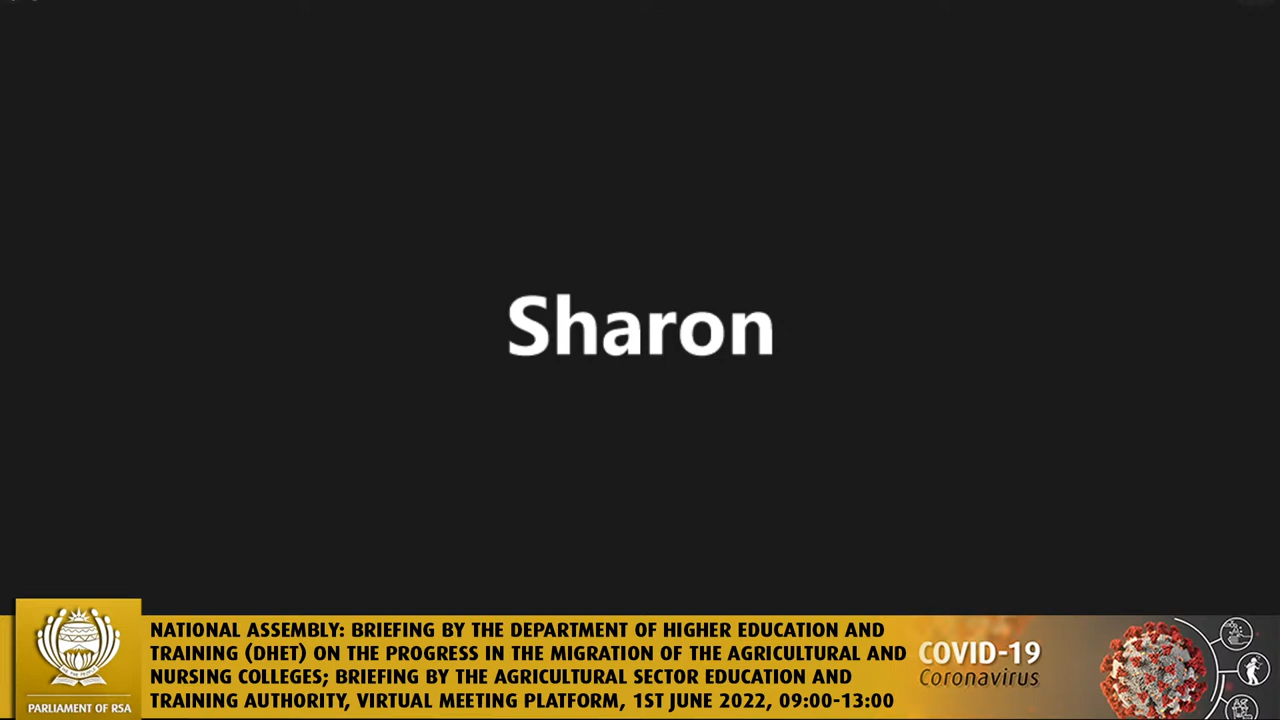 Sharon
NATIONAL ASSEMBLY: BRIEFING BY THE DEPARTMENT OF HIGHER EDUCATION AND
TRAINING (DHET) ON THE PROGRESS IN THE MIGRATION OF THE AGRICULTURAL AND
NURSING COLLEGES; BRIEFING BY THE AGRICULTURAL SECTOR EDUCATION AND
TRAINING AUTHORITY, VIRTUAL MEETING PLATFORM, 1ST JUNE 2022, 09:00-13:00
PARLIAMENT OF RSA
COVID-19
Coronavirus